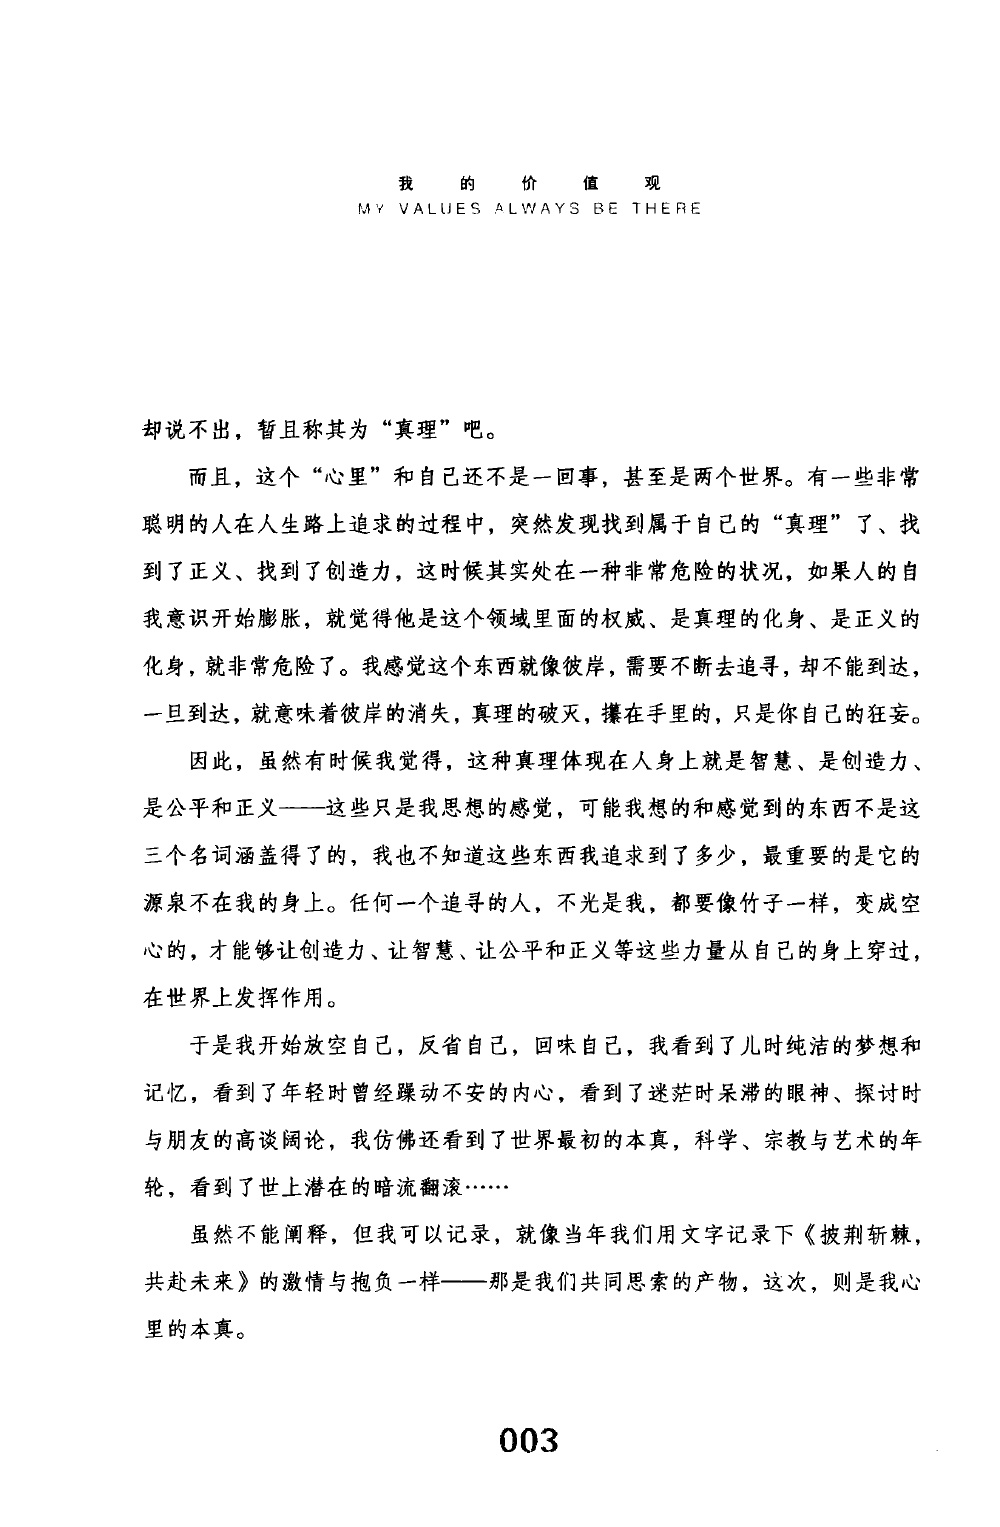 我的价值观
MY VALUES ALWAYS BE THERE
却说不出，暂且称其为“真理”吧。
而且，这个“心里”和自己还不是一回事，甚至是两个世界。有一些非常
聪明的人在人生路上追求的过程中，突然发现找到属于自己的“真理”了、找
到了正义、找到了创造力，这时候其实处在一种非常危险的状况，如果人的自
我意识开始膨胀，就觉得他是这个领域里面的权威、是真理的化身、是正义的
化身，就非常危险了。我感觉这个东西就像彼岸，需要不断去追寻，却不能到达，
一旦到达，就意味着彼岸的消失，真理的破灭，攥在手里的，只是你自己的狂妄。
因此，虽然有时候我觉得，这种真理体现在人身上就是智慧、是创造力、
是公平和正义——这些只是我思想的感觉，可能我想的和感觉到的东西不是这
三个名词涵盖得了的，我也不知道这些东西我追求到了多少，最重要的是它的
源泉不在我的身上。任何一个追寻的人，不光是我，都要像竹子一样，变成空
心的，才能够让创造力、让智慧、让公平和正义等这些力量从自己的身上穿过，
在世界上发挥作用。
于是我开始放空自己，反省自己，回味自己，我看到了儿时纯洁的梦想和
记忆，看到了年轻时曾经躁动不安的内心，看到了迷茫时呆滞的眼神、探讨时
与朋友的高谈阔论，我仿佛还看到了世界最初的本真，科学、宗教与艺术的年
轮，看到了世上潜在的暗流翻滚……
虽然不能阐释，但我可以记录，就像当年我们用文字记录下《披荆斩棘，
共赴未来》的激情与抱负一样——那是我们共同思索的产物，这次，则是我心
里的本真。
003